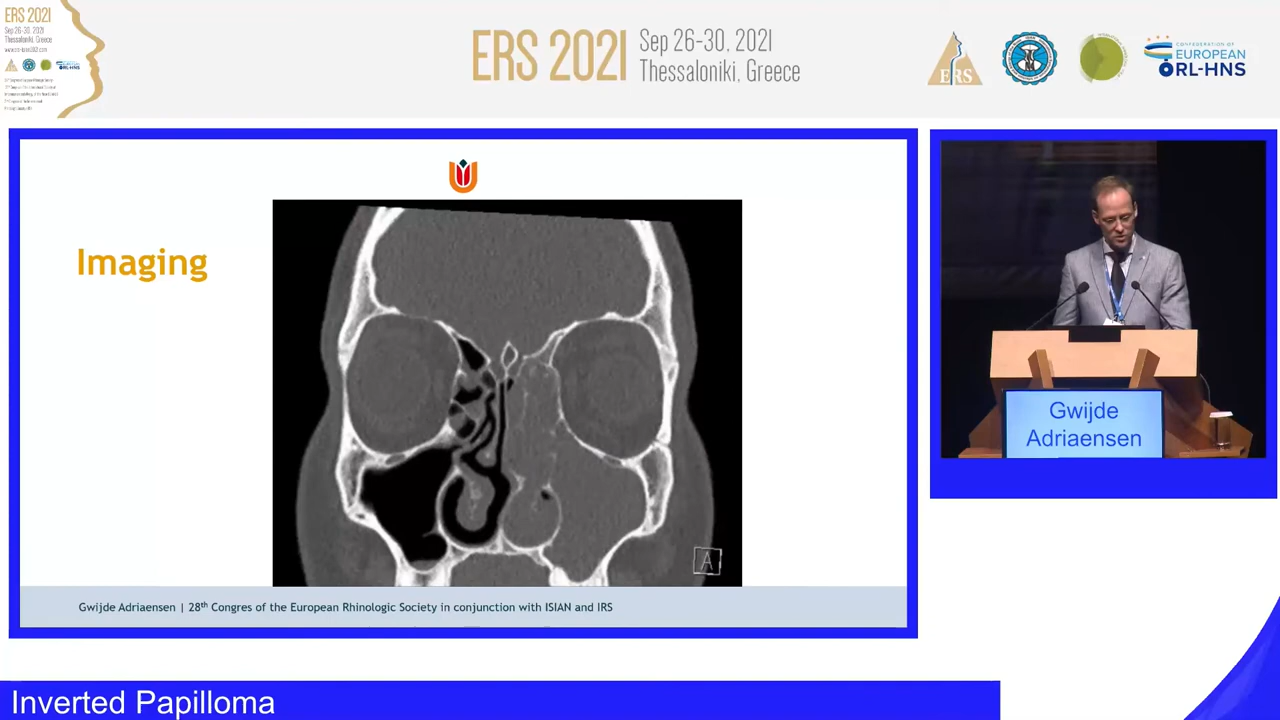 ERS 2021
Sep 26-30, 2021
Thessaloniki, Greece
ERS 2021
Sep 26-30, 2021
Thessaloniki, Greece
ERS
CONFEDERATION OF
EUROPEAN
ORL-HNS
Imaging
A
Gwijde Adriaensen | 28th Congres of the European Rhinologic Society in conjunction with ISIAN and IRS
Gwijde
Adriaensen
Inverted Papilloma